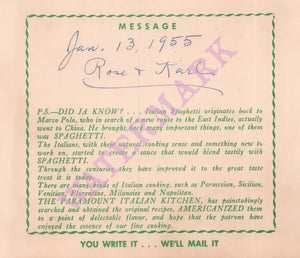 MESSAGE
Jan. 13, 1955
Rose & Karl
P.S.—DID JA KNOW? . . . Italian Spaghetti originates back to
Marco Polo, who in search of a new route to the East Indies, actually
went to China. He brought back many important things, one of them
was SPAGHETTI.
The Italians, with their natural cooking sense and something new to
work on, started to create a sauce that would blend tastily with
SPAGHETTI.
Through the centuries they have improved it to the great taste
treat it is today.
There are many kinds of Italian cooking, such as Parmesian, Sicilian,
Venitian, Florentine, Milanaise and Napolitan.
THE PARAMOUNT ITALIAN KITCHEN, has painstakingly
searched and obtained the original recipes, AMERICANIZED them
to a point of delectable flavor, and hope that the patrons have
enjoyed the essence of our fine cooking.
YOU WRITE IT . . . WE'LL MAIL IT
WATERMARK